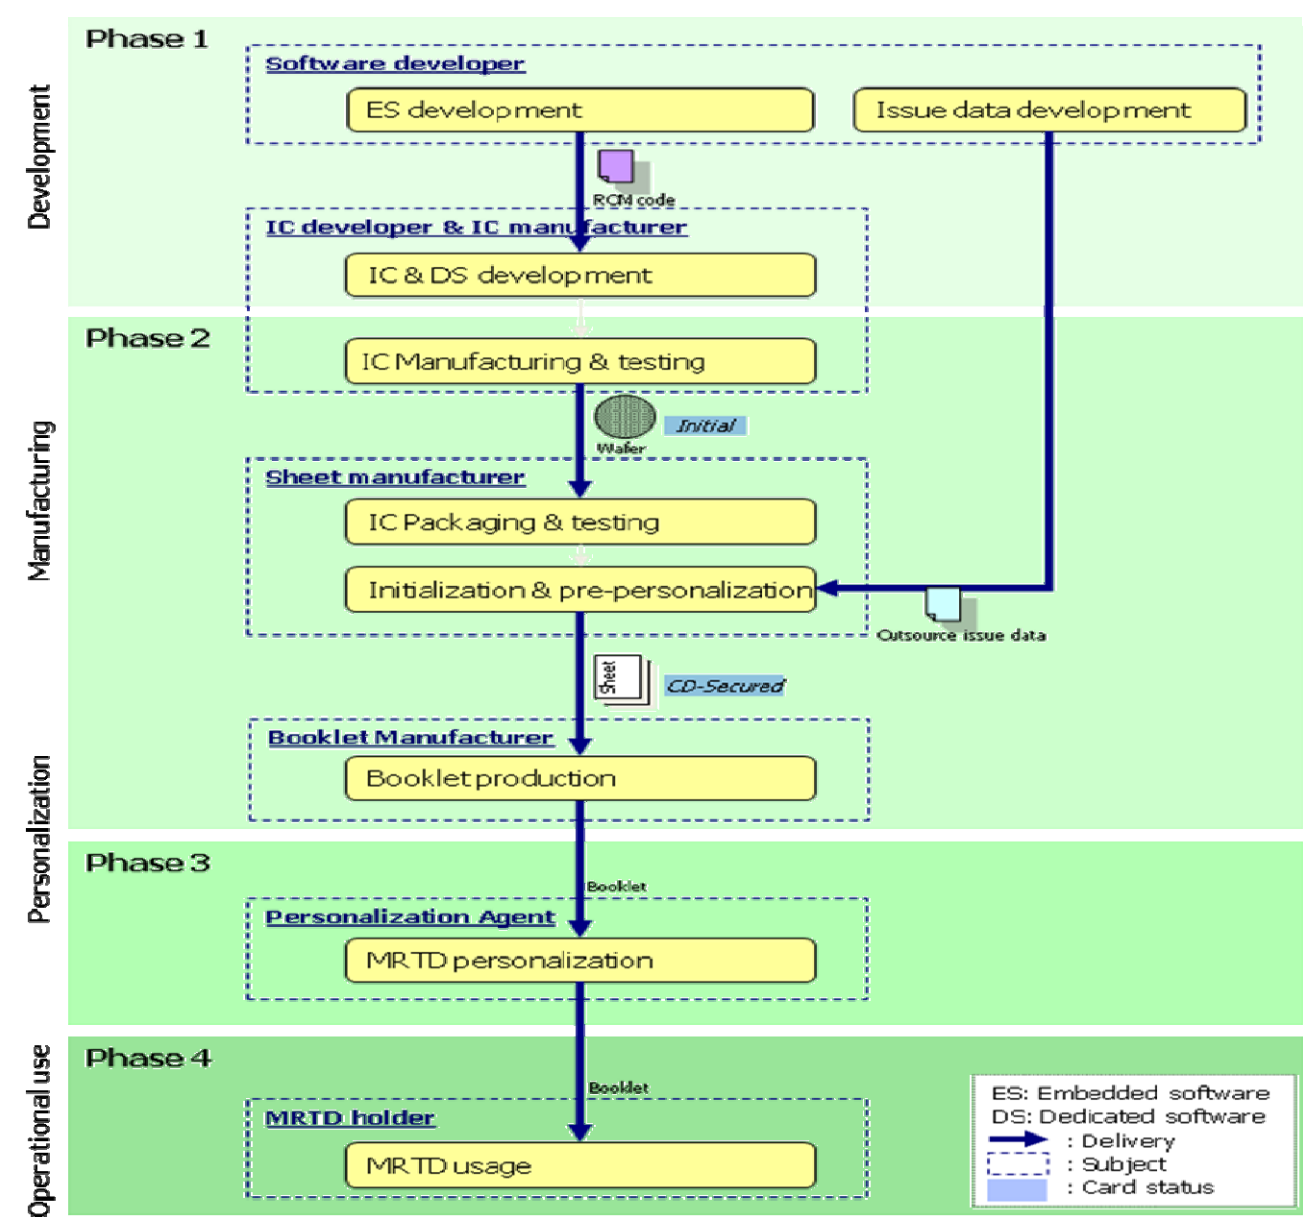 Phase 1
Development
Software developer
ES development
Issue data development
ROM code
IC developer & IC manufacturer
IC & DS development
Phase 2
Manufacturing
IC Manufacturing & testing
Initial
Wafer
Sheet manufacturer
IC Packaging & testing
Initialization & pre-personalization
Outsource issue data
Sheet
CD-Secured
Booklet Manufacturer
Booklet production
Personalization
Phase 3
Booklet
Personalization Agent
MRTD personalization
Phase 4
Operational use
Booklet
MRTD holder
MRTD usage
ES: Embedded software
DS: Dedicated software
: Delivery
: Subject
: Card status